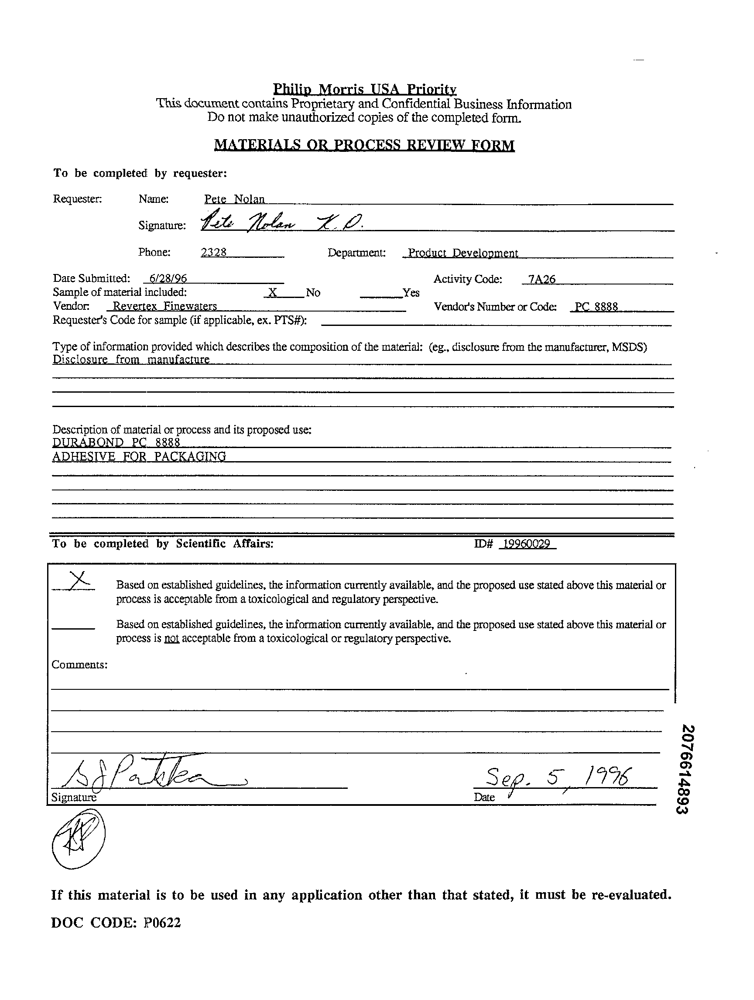 Philip Morris USA Priority
This document contains Proprietary and Confidential Business Information
Do not make unauthorized copies of the completed form.
MATERIALS OR PROCESS REVIEW FORM
To be completed by requester:
Requester: Name: Pete Nolan
Signature: Pete Nolan K.D.
Phone: 2328 Department: Product Development
Date Submitted: 6/28/96 Activity Code: 7A26
Sample of material included: X No Yes
Vendor: Revertex Finewaters Vendor's Number or Code: PC 8888
Requester's Code for sample (if applicable, ex. PTS#):
Type of information provided which describes the composition of the material: (eg., disclosure from the manufacturer, MSDS)
Disclosure from manufacture
Description of material or process and its proposed use:
DURABOND PC 8888
ADHESIVE FOR PACKAGING
To be completed by Scientific Affairs: ID# 19960029
X Based on established guidelines, the information currently available, and the proposed use stated above this material or
process is acceptable from a toxicological and regulatory perspective.
Based on established guidelines, the information currently available, and the proposed use stated above this material or
process is not acceptable from a toxicological or regulatory perspective.
Comments:
Sep. 5, 1996
Signature Date
2076614893
If this material is to be used in any application other than that stated, it must be re-evaluated.
DOC CODE: P0622